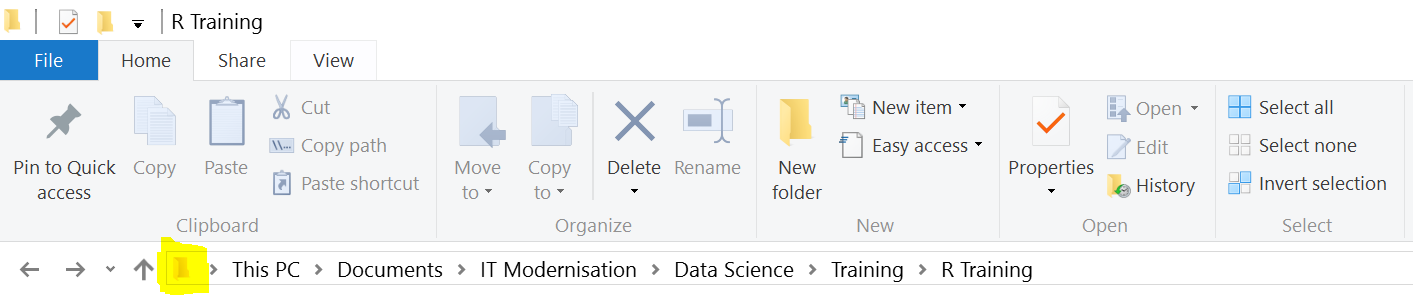 R Training
File Home Share View
Pin to Quick access
Copy
Paste
Cut
Copy path
Paste shortcut
Clipboard
Move to
Copy to
Delete
Rename
Organize
New folder
New item
Easy access
New
Properties
Open
Edit
History
Open
Select all
Select none
Invert selection
Select
This PC > Documents > IT Modernisation > Data Science > Training > R Training